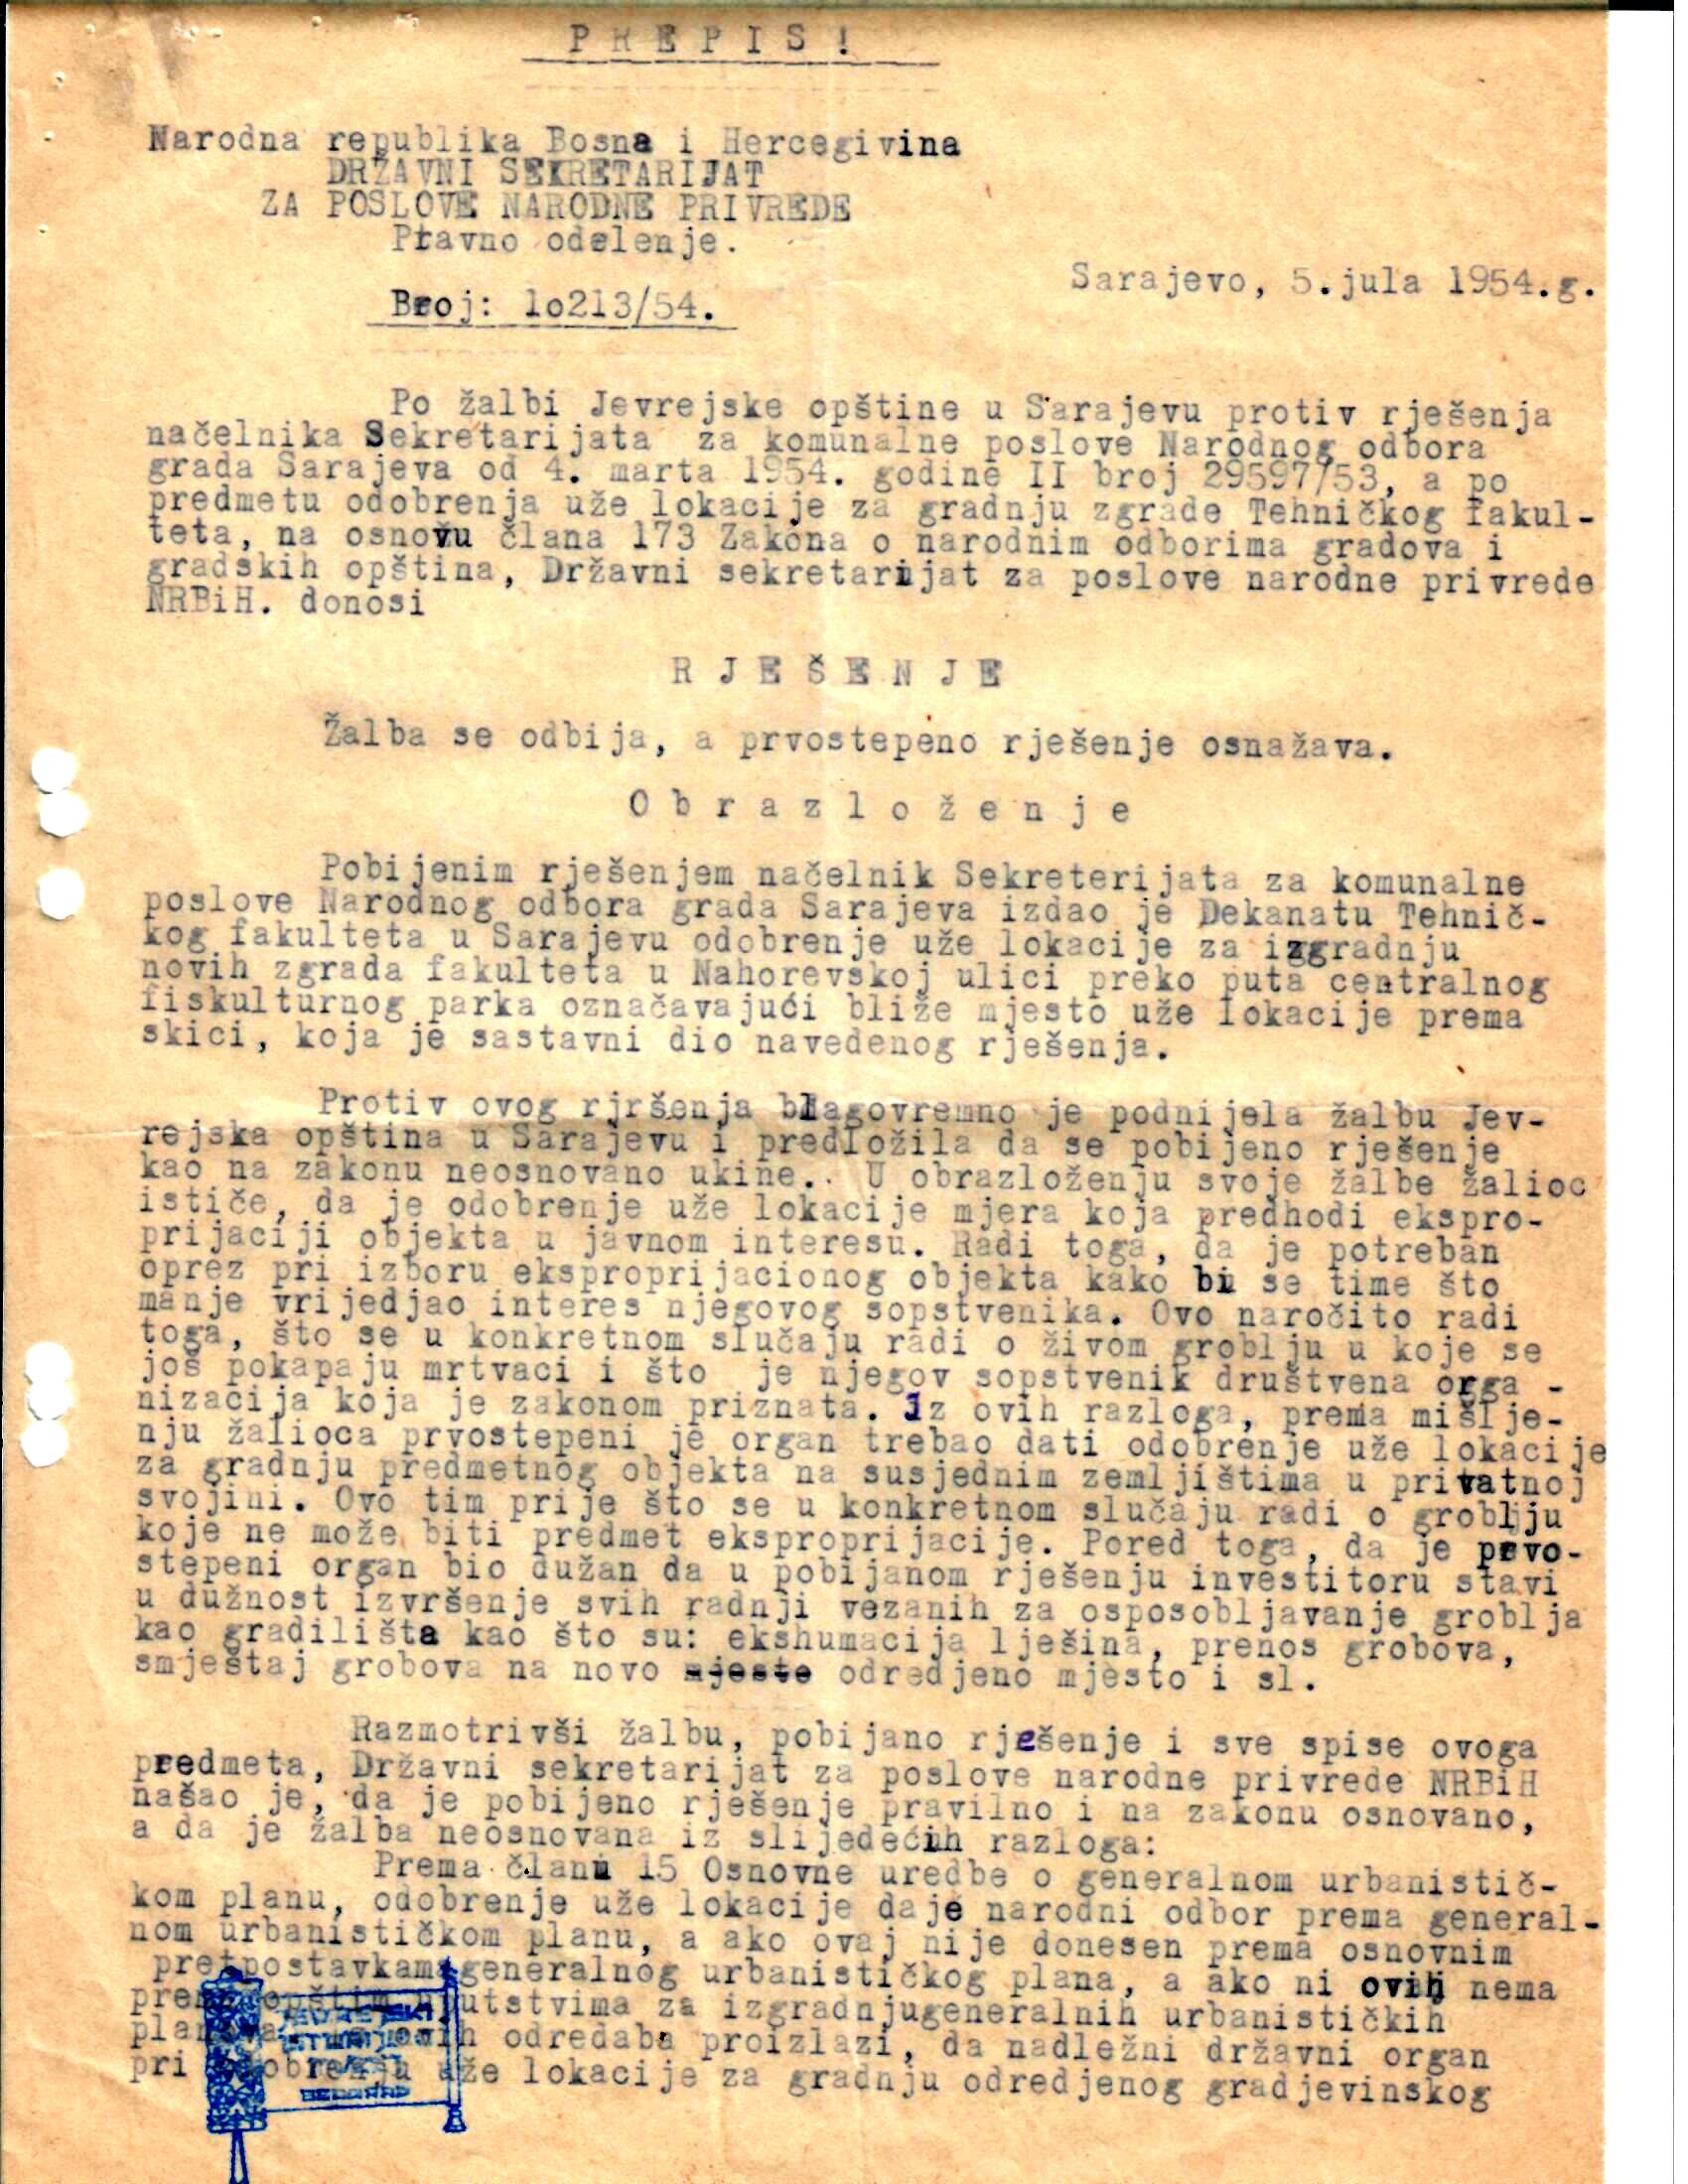 PREPIS!
Narodna republika Bosna i Hercegivina
DRŽAVNI SEKRETARIJAT
ZA POSLOVE NARODNE PRIVREDE
Pravno odelenje.
Sarajevo, 5.jula 1954.g.
Broj: lo213/54.
Po žalbi Jevrejske opštine u Sarajevu protiv rješenja
načelnika Sekretarijata za komunalne poslove Narodnog odbora
grada Sarajeva od 4. marta 1954. godine II broj 29597/53, a po
predmetu odobrenja uže lokacije za gradnju zgrade Tehničkog fakul-
teta, na osnovu člana 173 Zakona o narodnim odborima gradova i
gradskih opština, Državni sekretarijat za poslove narodne privrede
NRBiH. donosi
RJEŠENJE
Žalba se odbija, a prvostepeno rješenje osnažava.
Obrazloženje
Pobijenim rješenjem načelnik Sekreterijata za komunalne
poslove Narodnog odbora grada Sarajeva izdao je Dekanatu Tehnič-
kog fakulteta u Sarajevu odobrenje uže lokacije za izgradnju
novih zgrada fakulteta u Nahorevskoj ulici preko puta centralnog
fiskulturnog parka označavajući bliže mjesto uže lokacije prema
skici, koja je sastavni dio navedenog rješenja.
Protiv ovog rjršenja blagovremno je podnijela žalbu Jev-
rejska opština u Sarajevu i predložila da se pobijeno rješenje
kao na zakonu neosnovano ukine.. U obrazloženju svoje žalbe žalioc
ističe, da je odobrenje uže lokacije mjera koja predhodi ekspro-
prijaciji objekta u javnom interesu. Radi toga, da je potreban
oprez pri izboru eksproprijacionog objekta kako bi se time što
manje vrijedjao interes njegovog sopstvenika. Ovo naročito radi
toga, što se u konkretnom slučaju radi o živom groblju u koje se
još pokapaju mrtvaci i što je njegov sopstvenik društvena orga -
nizacija koja je zakonom priznata. Iz ovih razloga, prema mišlje-
nju žalioca prvostepeni je organ trebao dati odobrenje uže lokacije
za gradnju predmetnog objekta na susjednim zemljištima u privatnoj
svojini. Ovo tim prije što se u konkretnom slučaju radi o groblju
koje ne može biti predmet eksproprijacije. Pored toga, da je prvo-
stepeni organ bio dužan da u pobijanom rješenju investitoru stavi
u dužnost izvršenje svih radnji vezanih za osposobljavanje groblja
kao gradilišta kao što su: ekshumacija lješina, prenos grobova,
smještaj grobova na novo mjesto odredjeno mjesto i sl.
Razmotrivši žalbu, pobijano rješenje i sve spise ovoga
predmeta, Državni sekretarijat za poslove narodne privrede NRBiH
našao je, da je pobijeno rješenje pravilno i na zakonu osnovano,
a da je žalba neosnovana iz slijedećih razloga:
Prema članu 15 Osnovne uredbe o generalnom urbanistič-
kom planu, odobrenje uže lokacije daje narodni odbor prema general-
nom urbanističkom planu, a ako ovaj nije donesen prema osnovnim
pretpostavkama generalnog urbanističkog plana, a ako ni ovih nema
prema opštim uputstvima za izgradnjugeneralnih urbanističkih
ovih odredaba proizlazi, da nadležni državni organ
pri odobrenju uže lokacije za gradnju odredjenog gradjevinskog
JEVREJSKI
ISTORIJSKI
BEOGRAD